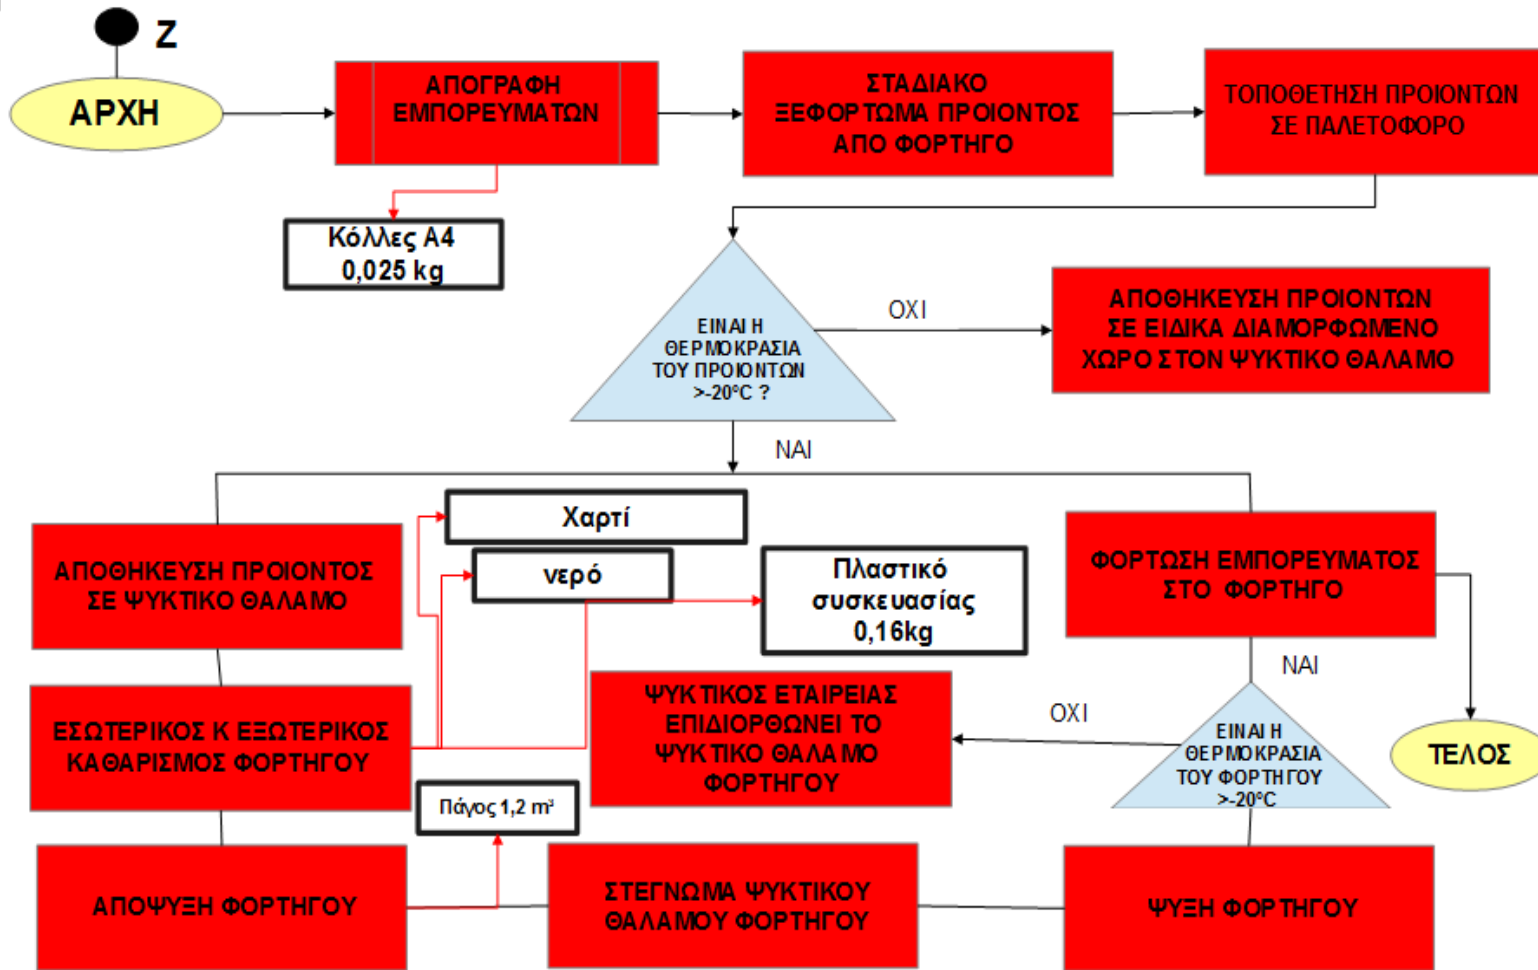 Z
ΑΡΧΗ
ΑΠΟΓΡΑΦΗ
ΕΜΠΟΡΕΥΜΑΤΩΝ
ΣΤΑΔΙΑΚΟ
ΞΕΦΟΡΤΩΜΑ ΠΡΟΙΟΝΤΟΣ
ΑΠΟ ΦΟΡΤΗΓΟ
ΤΟΠΟΘΕΤΗΣΗ ΠΡΟΙΟΝΤΩΝ
ΣΕ ΠΑΛΕΤΟΦΟΡΟ
Κόλλες Α4
0,025 kg
ΕΙΝΑΙ Η
ΘΕΡΜΟΚΡΑΣΙΑ
ΤΟΥ ΠΡΟΙΟΝΤΩΝ
>-20°C ?
ΟΧΙ
ΑΠΟΘΗΚΕΥΣΗ ΠΡΟΙΟΝΤΩΝ
ΣΕ ΕΙΔΙΚΑ ΔΙΑΜΟΡΦΩΜΕΝΟ
ΧΩΡΟ ΣΤΟΝ ΨΥΚΤΙΚΟ ΘΑΛΑΜΟ
ΝΑΙ
ΑΠΟΘΗΚΕΥΣΗ ΠΡΟΙΟΝΤΟΣ
ΣΕ ΨΥΚΤΙΚΟ ΘΑΛΑΜΟ
Χαρτί
νερό
Πλαστικό
συσκευασίας
0,16kg
ΦΟΡΤΩΣΗ ΕΜΠΟΡΕΥΜΑΤΟΣ
ΣΤΟ ΦΟΡΤΗΓΟ
ΝΑΙ
ΕΣΩΤΕΡΙΚΟΣ Κ ΕΞΩΤΕΡΙΚΟΣ
ΚΑΘΑΡΙΣΜΟΣ ΦΟΡΤΗΓΟΥ
ΨΥΚΤΙΚΟΣ ΕΤΑΙΡΕΙΑΣ
ΕΠΙΔΙΟΡΘΩΝΕΙ ΤΟ
ΨΥΚΤΙΚΟ ΘΑΛΑΜΟ
ΦΟΡΤΗΓΟΥ
ΟΧΙ
ΕΙΝΑΙ Η
ΘΕΡΜΟΚΡΑΣΙΑ
ΤΟΥ ΦΟΡΤΗΓΟΥ
>-20°C
ΤΕΛΟΣ
Πάγος 1,2 m³
ΑΠΟΨΥΞΗ ΦΟΡΤΗΓΟΥ
ΣΤΕΓΝΩΜΑ ΨΥΚΤΙΚΟΥ
ΘΑΛΑΜΟΥ ΦΟΡΤΗΓΟΥ
ΨΥΞΗ ΦΟΡΤΗΓΟΥ